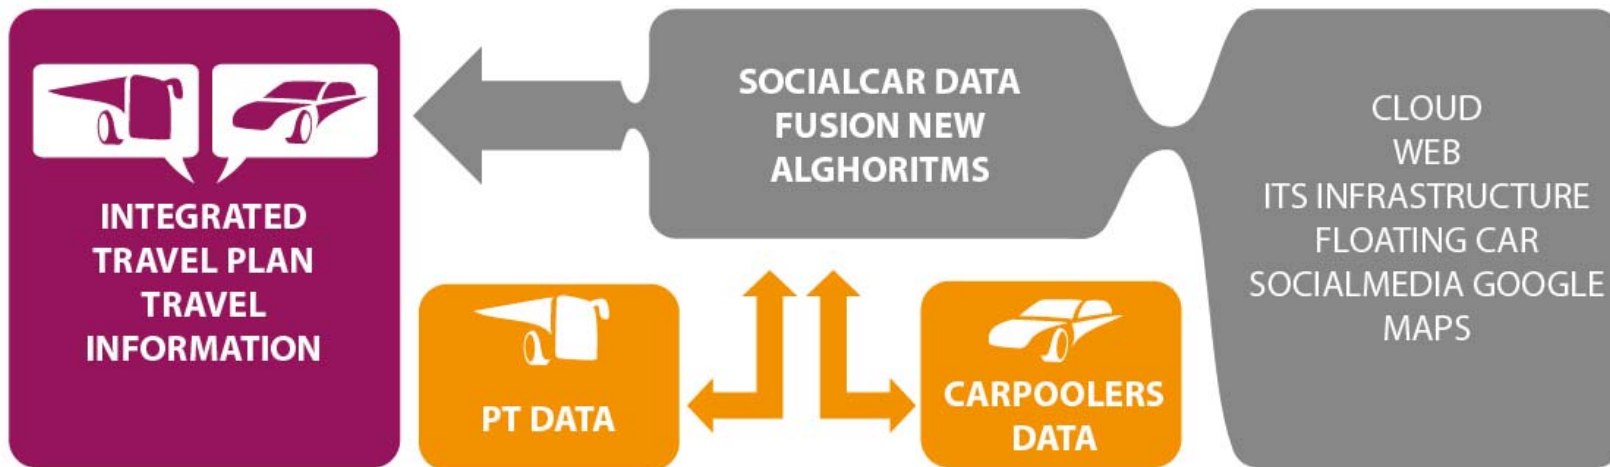 INTEGRATED
TRAVEL PLAN
TRAVEL
INFORMATION
SOCIALCAR DATA
FUSION NEW
ALGHORITMS
PT DATA
CARPOOLERS
DATA
CLOUD
WEB
ITS INFRASTRUCTURE
FLOATING CAR
SOCIALMEDIA GOOGLE
MAPS